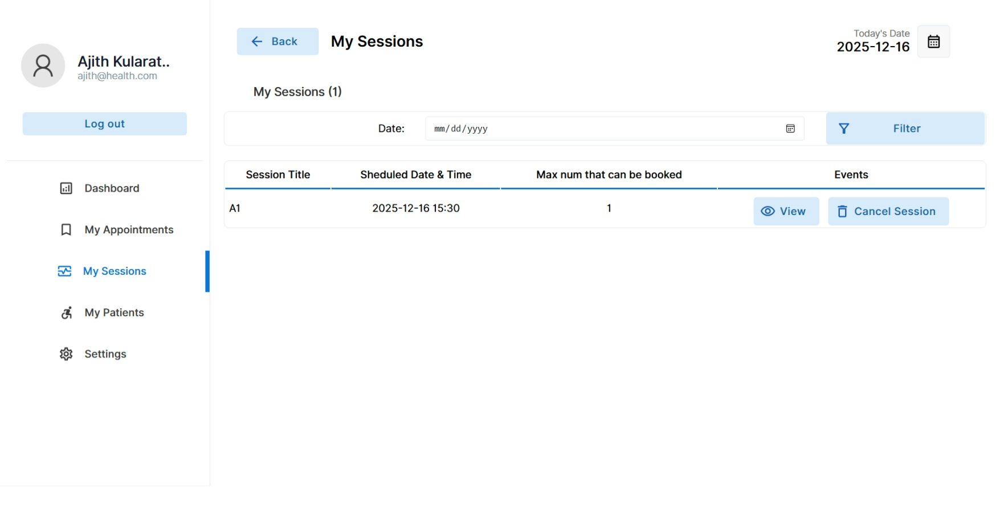 Ajith Kularat..
ajith@health.com
Log out
Dashboard
My Appointments
My Sessions
My Patients
Settings
Back
My Sessions
Today's Date
2025-12-16
My Sessions (1)
Date: mm/dd/yyyy Filter
Session Title Sheduled Date & Time Max num that can be booked Events
A1 2025-12-16 15:30 1 View Cancel Session